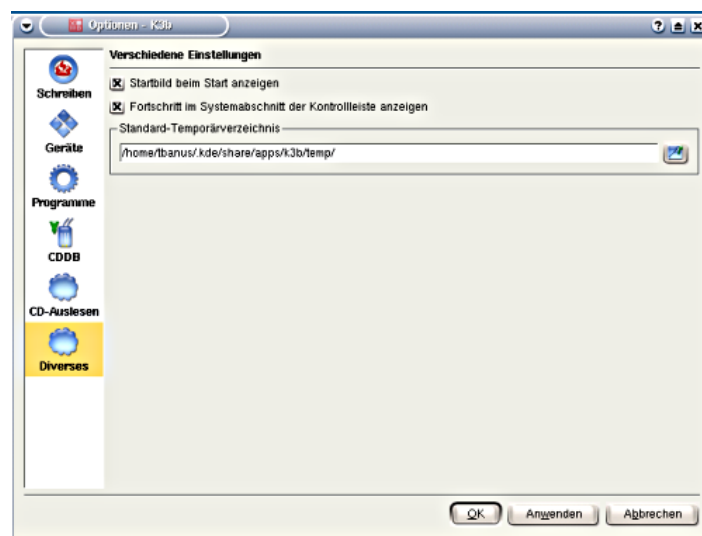 Optionen - K3b
Verschiedene Einstellungen
Schreiben
Geräte
Programme
CDDB
CD-Auslesen
Diverses
Startbild beim Start anzeigen
Fortschritt im Systemabschnitt der Kontrollleiste anzeigen
Standard-Temporärverzeichnis
/home/tbanus/.kde/share/apps/k3b/temp/
OK
Anwenden
Abbrechen